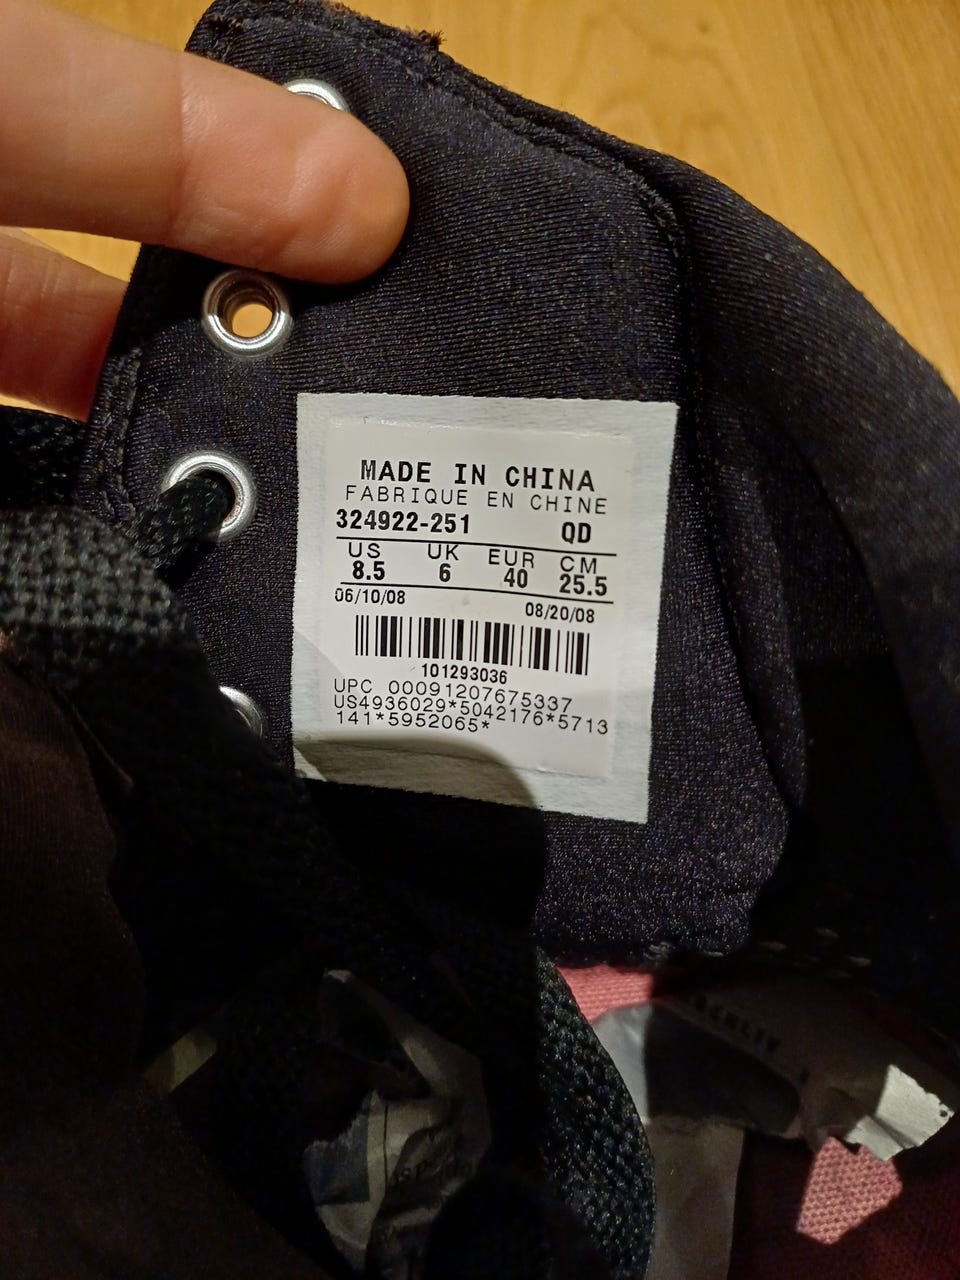 MADE IN CHINA
FABRIQUE EN CHINE
324922-251 QD
US UK EUR CM
8.5 6 40 25.5
06/10/08 08/20/08
101293036
UPC 00091207675337
US4936029*5042176*5713
141*5952065*